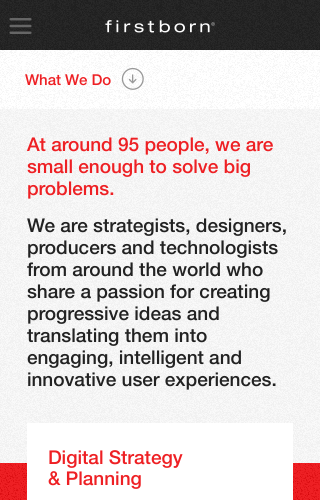 firstborn®
What We Do
At around 95 people, we are
small enough to solve big
problems.
We are strategists, designers,
producers and technologists
from around the world who
share a passion for creating
progressive ideas and
translating them into
engaging, intelligent and
innovative user experiences.
Digital Strategy
& Planning